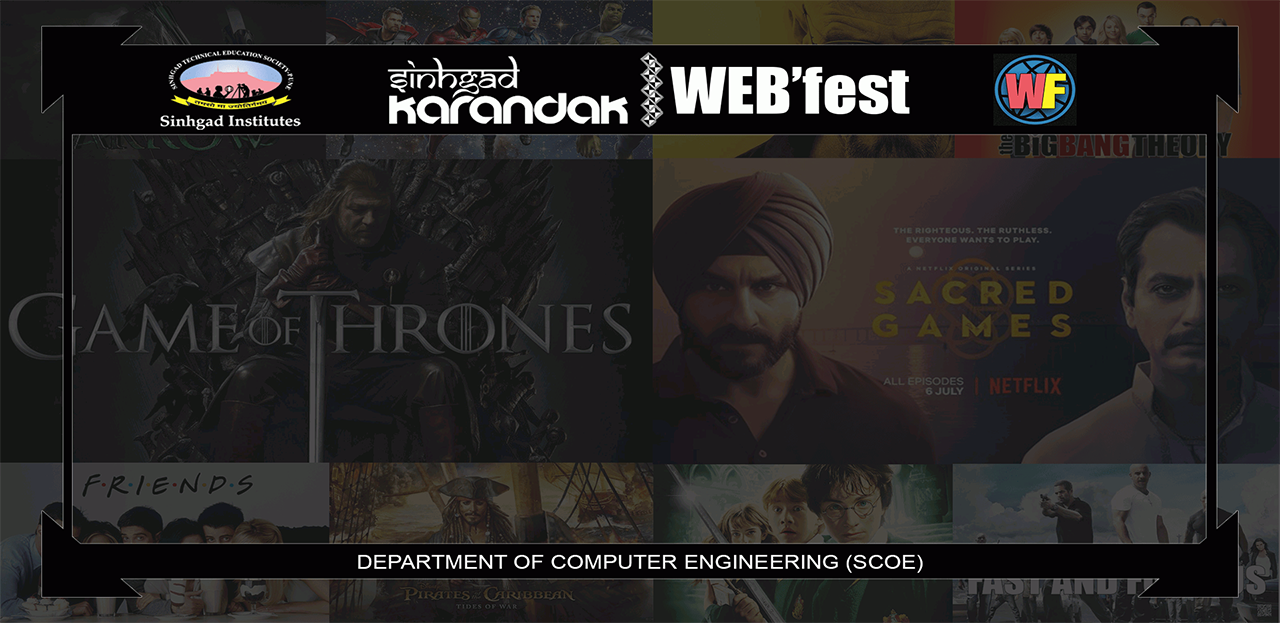 SINHGAD TECHNICAL EDUCATION SOCIETY, PUNE
तमसो मा ज्योतिर्गमय
Sinhgad Institutes
sinhgad
karandak
WEB'fest
WF
the BIG BANG THEORY
GAME OF THRONES
THE RIGHTEOUS. THE RUTHLESS.
EVERYONE WANTS TO PLAY.
A NETFLIX ORIGINAL SERIES
SACRED
GAMES
ALL EPISODES
6 JULY | NETFLIX
F·R·I·E·N·D·S
DEPARTMENT OF COMPUTER ENGINEERING (SCOE)
PIRATES of the CARIBBEAN
TIDES OF WAR
FAST AND FURIOUS